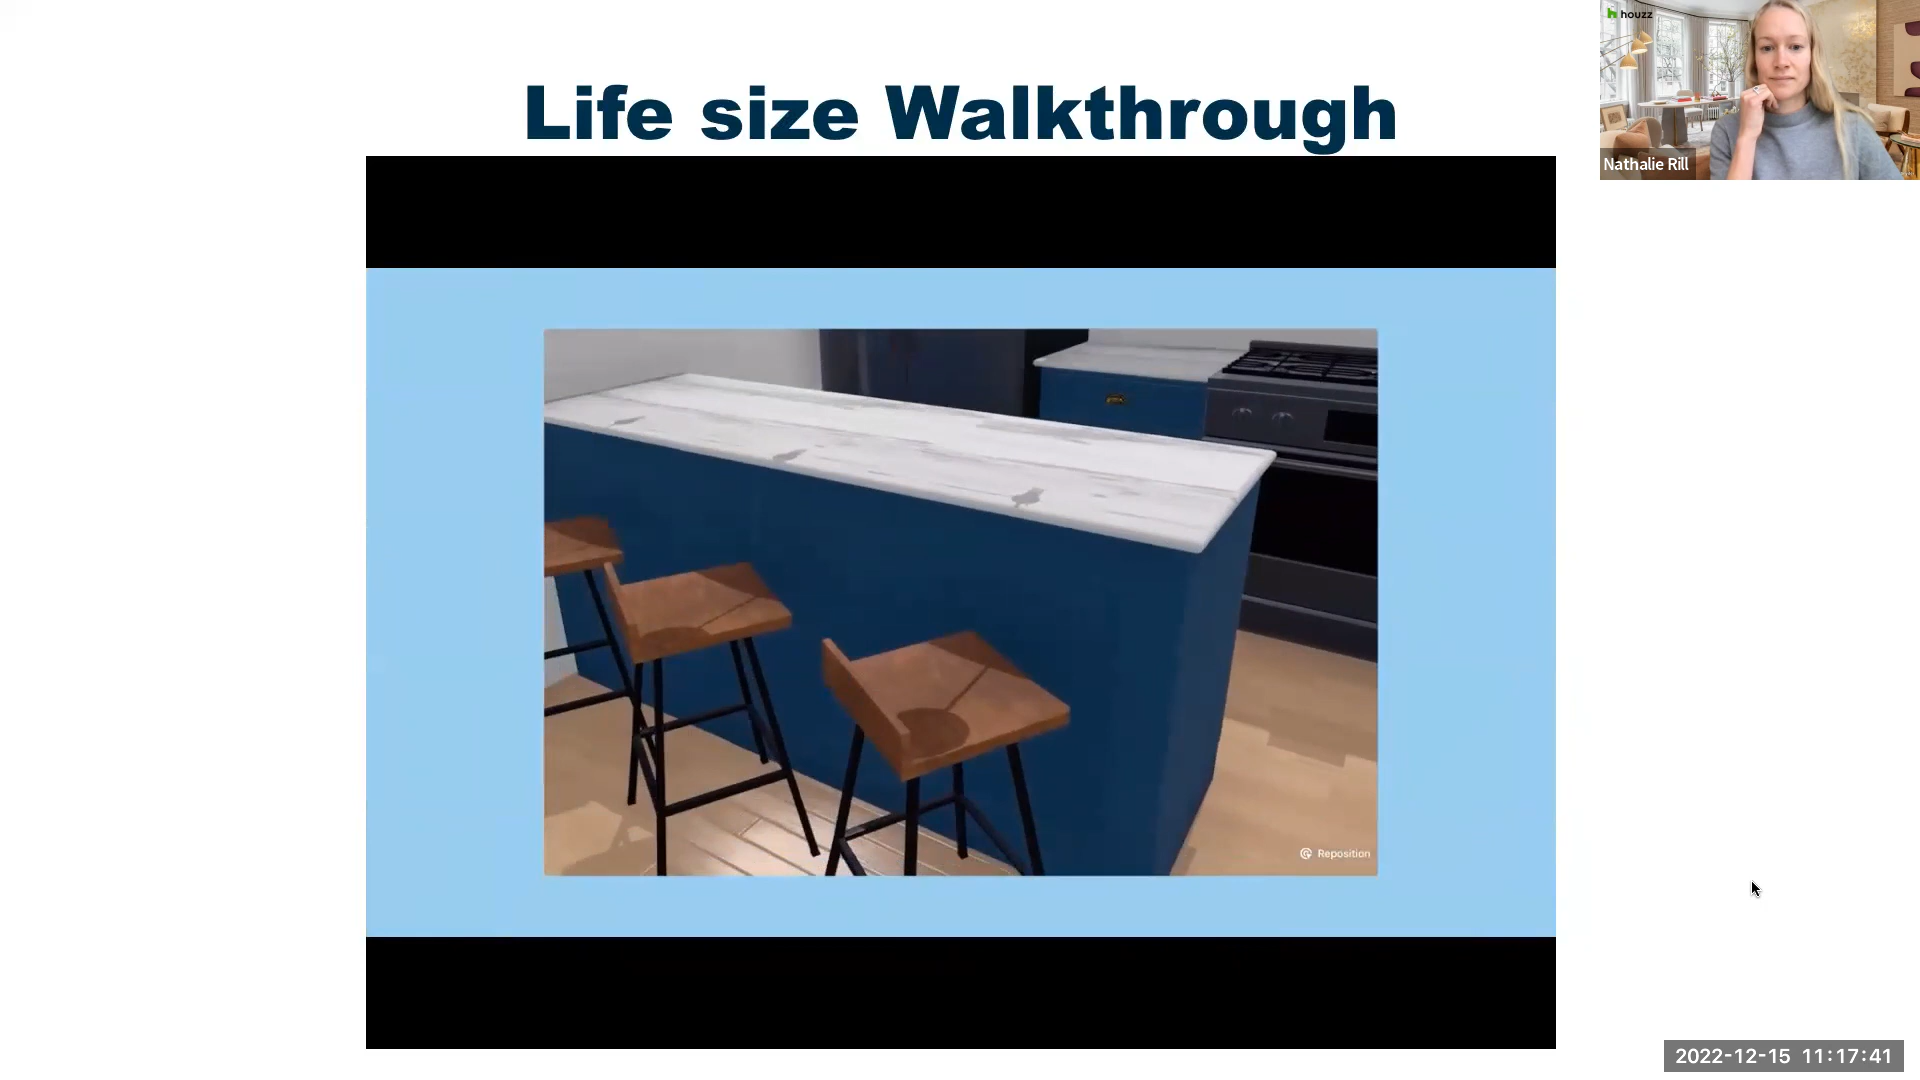 Life size Walkthrough
houzz
Nathalie Rill
Reposition
2022-12-15 11:17:41